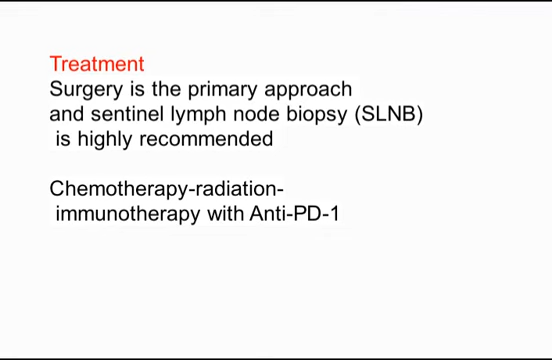 Treatment
Surgery is the primary approach
and sentinel lymph node biopsy (SLNB)
is highly recommended
Chemotherapy-radiation-
immunotherapy with Anti-PD-1